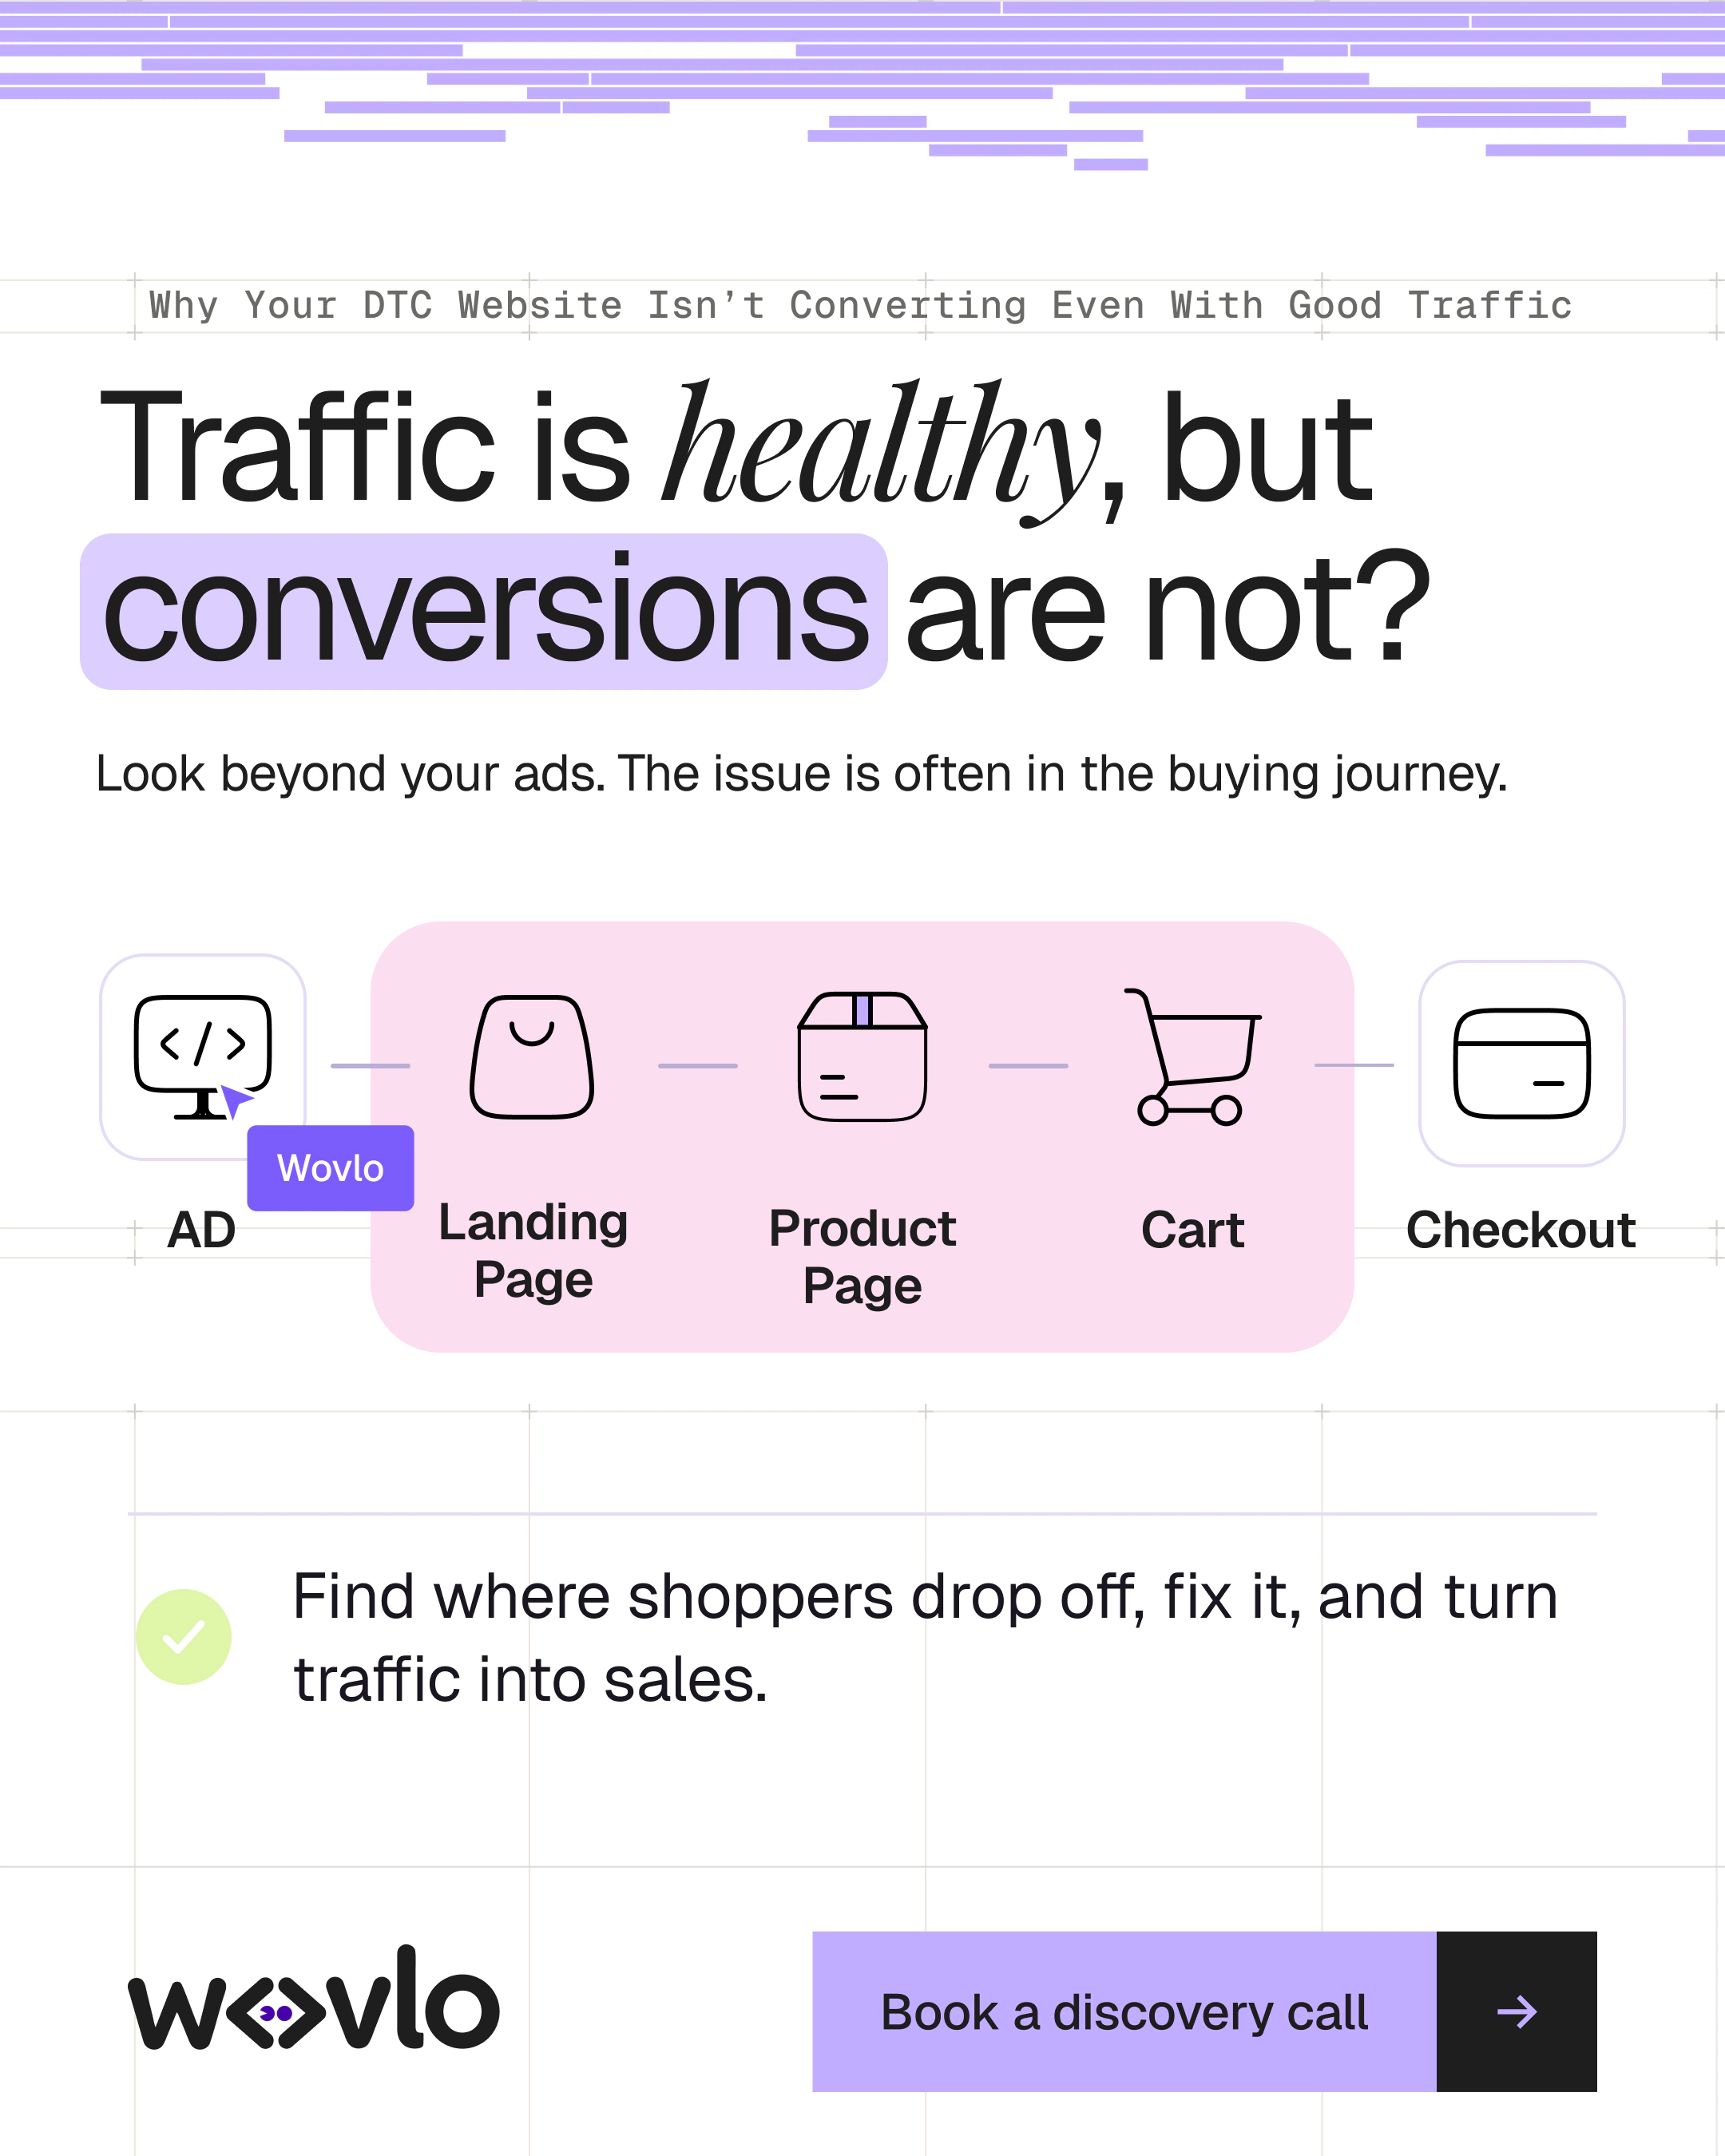 Why Your DTC Website Isn’t Converting Even With Good Traffic
Traffic is healthy, but
conversions are not?
Look beyond your ads. The issue is often in the buying journey.
</>
Wovlo
AD
Landing
Page
Product
Page
Cart
Checkout
Find where shoppers drop off, fix it, and turn
traffic into sales.
wovlo
Book a discovery call